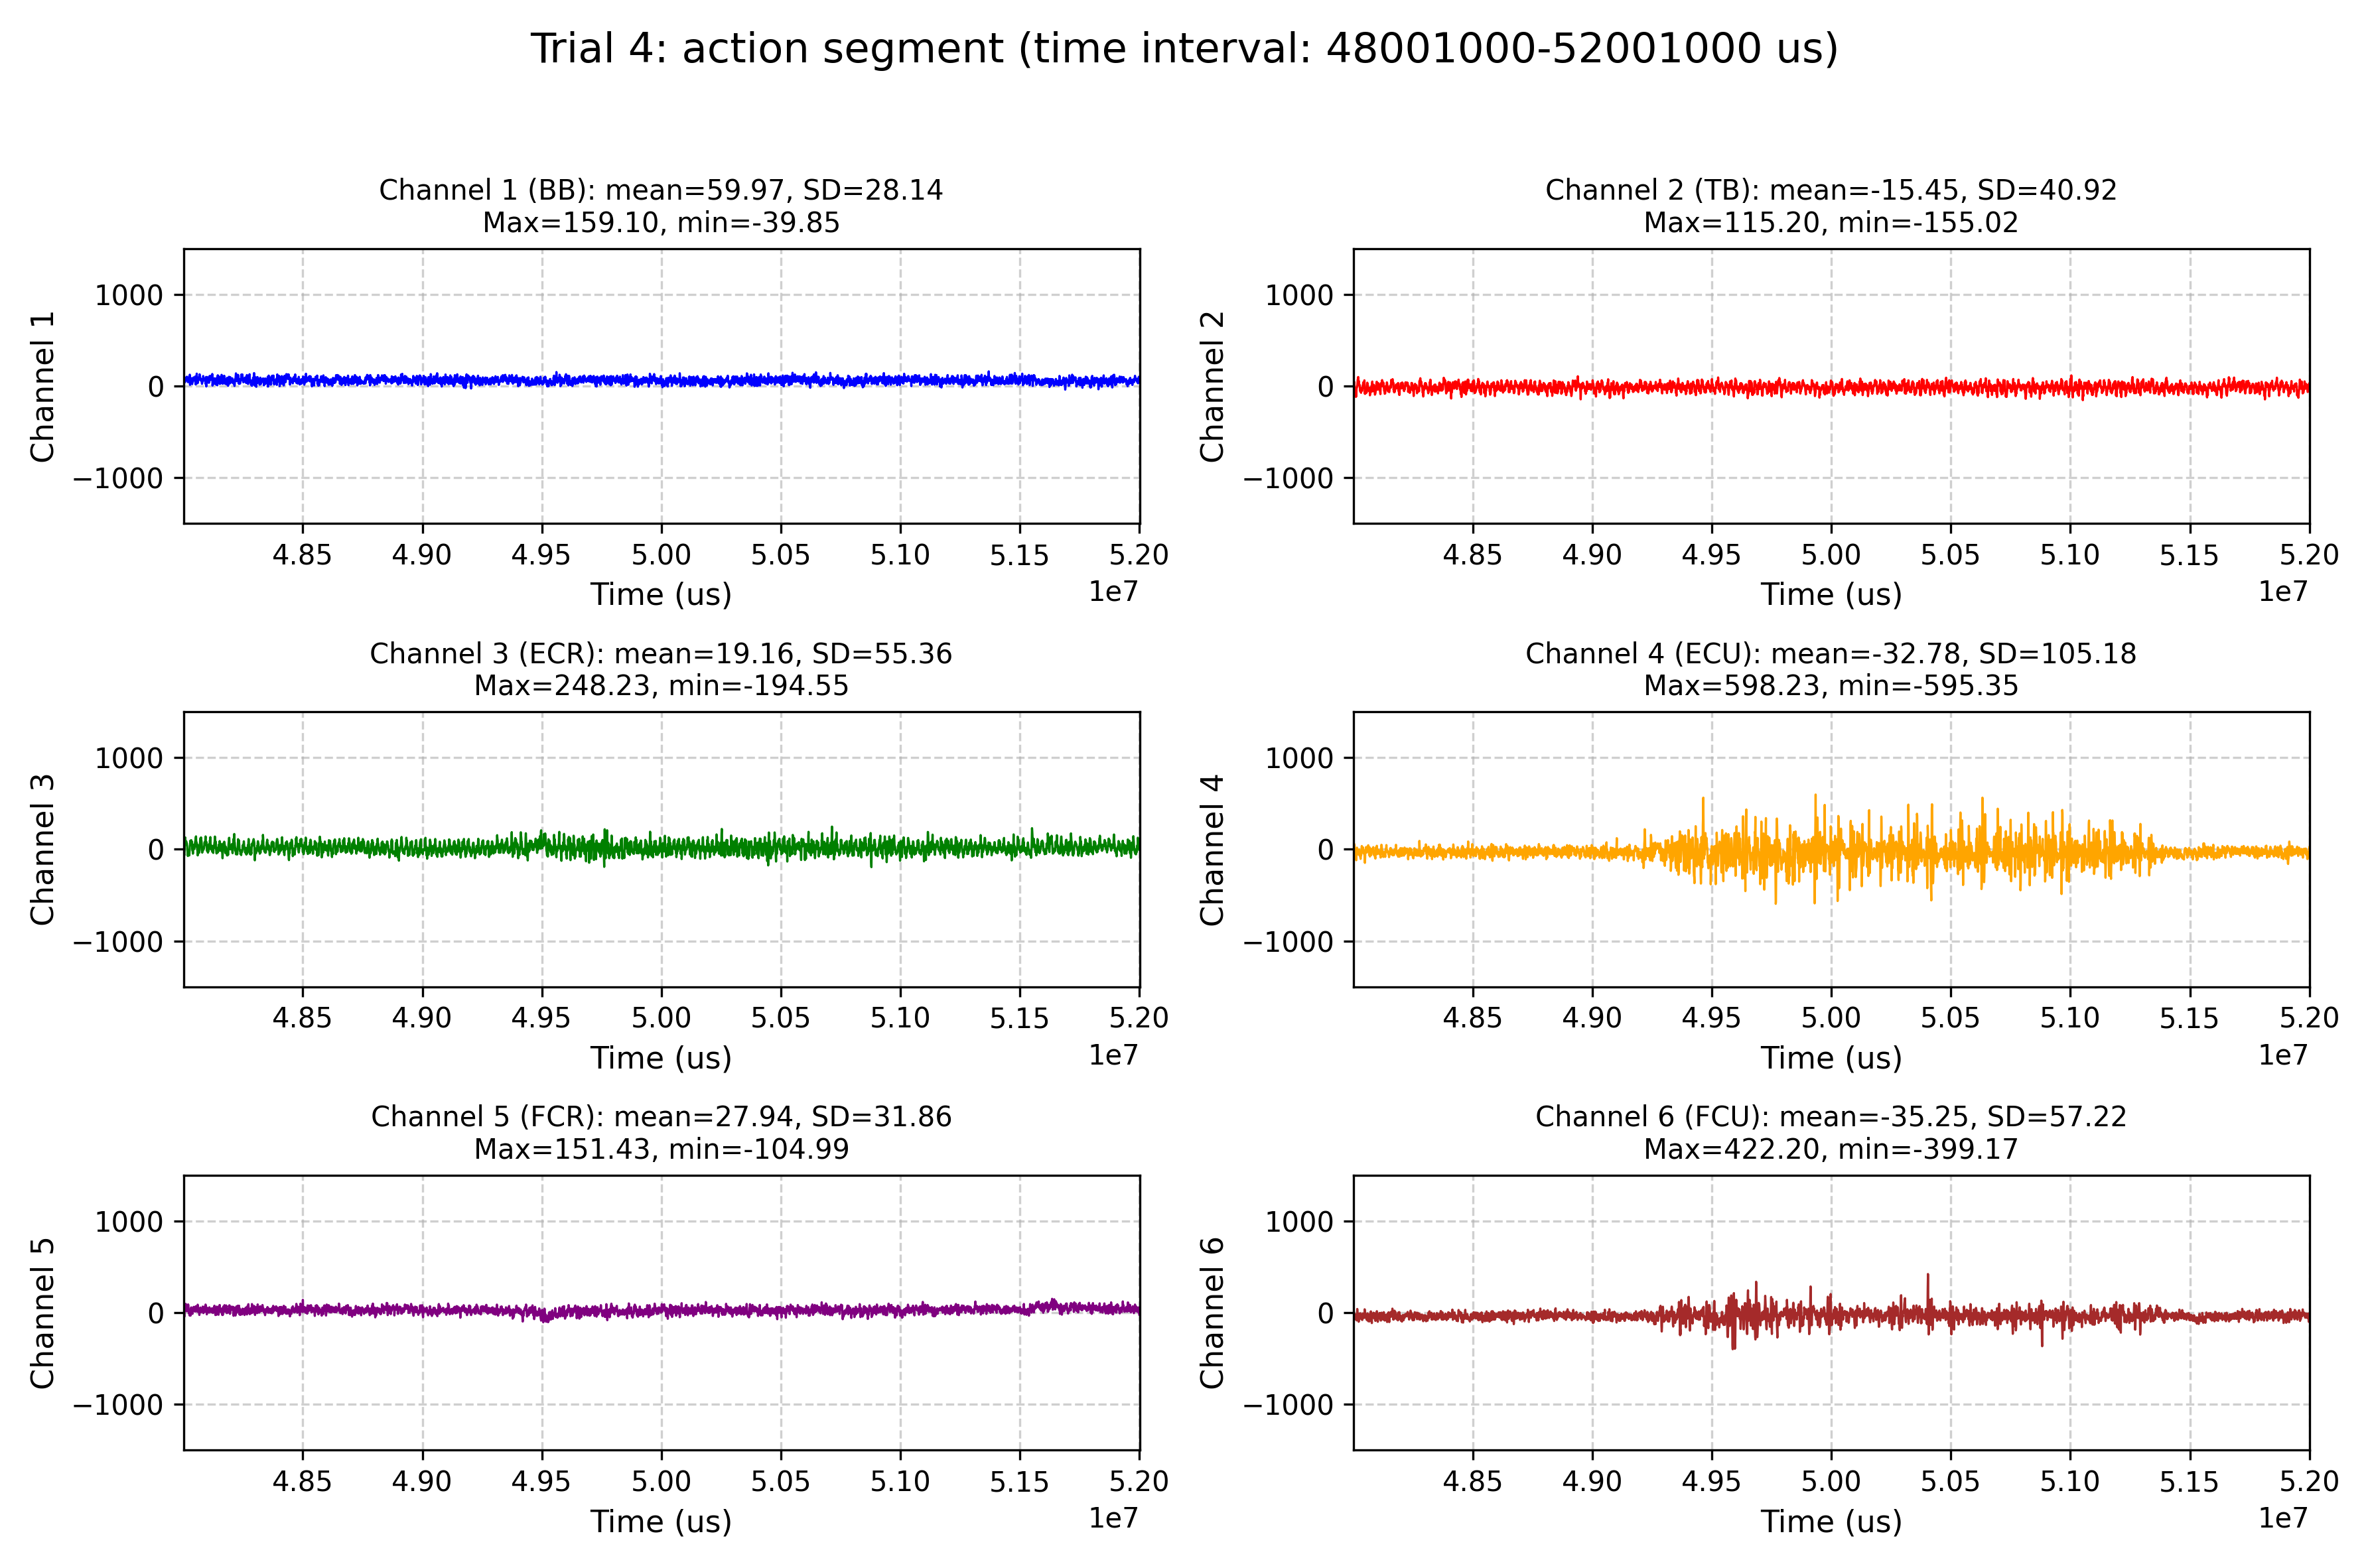 Trial 4: action segment (time interval: 48001000-52001000 us)
Channel 1 (BB): mean=59.97, SD=28.14
Max=159.10, min=-39.85
Channel 1
1000
0
−1000
4.85 4.90 4.95 5.00 5.05 5.10 5.15 5.20
Time (us)
1e7
Channel 2 (TB): mean=-15.45, SD=40.92
Max=115.20, min=-155.02
Channel 2
1000
0
−1000
4.85 4.90 4.95 5.00 5.05 5.10 5.15 5.20
Time (us)
1e7
Channel 3 (ECR): mean=19.16, SD=55.36
Max=248.23, min=-194.55
Channel 3
1000
0
−1000
4.85 4.90 4.95 5.00 5.05 5.10 5.15 5.20
Time (us)
1e7
Channel 4 (ECU): mean=-32.78, SD=105.18
Max=598.23, min=-595.35
Channel 4
1000
0
−1000
4.85 4.90 4.95 5.00 5.05 5.10 5.15 5.20
Time (us)
1e7
Channel 5 (FCR): mean=27.94, SD=31.86
Max=151.43, min=-104.99
Channel 5
1000
0
−1000
4.85 4.90 4.95 5.00 5.05 5.10 5.15 5.20
Time (us)
1e7
Channel 6 (FCU): mean=-35.25, SD=57.22
Max=422.20, min=-399.17
Channel 6
1000
0
−1000
4.85 4.90 4.95 5.00 5.05 5.10 5.15 5.20
Time (us)
1e7